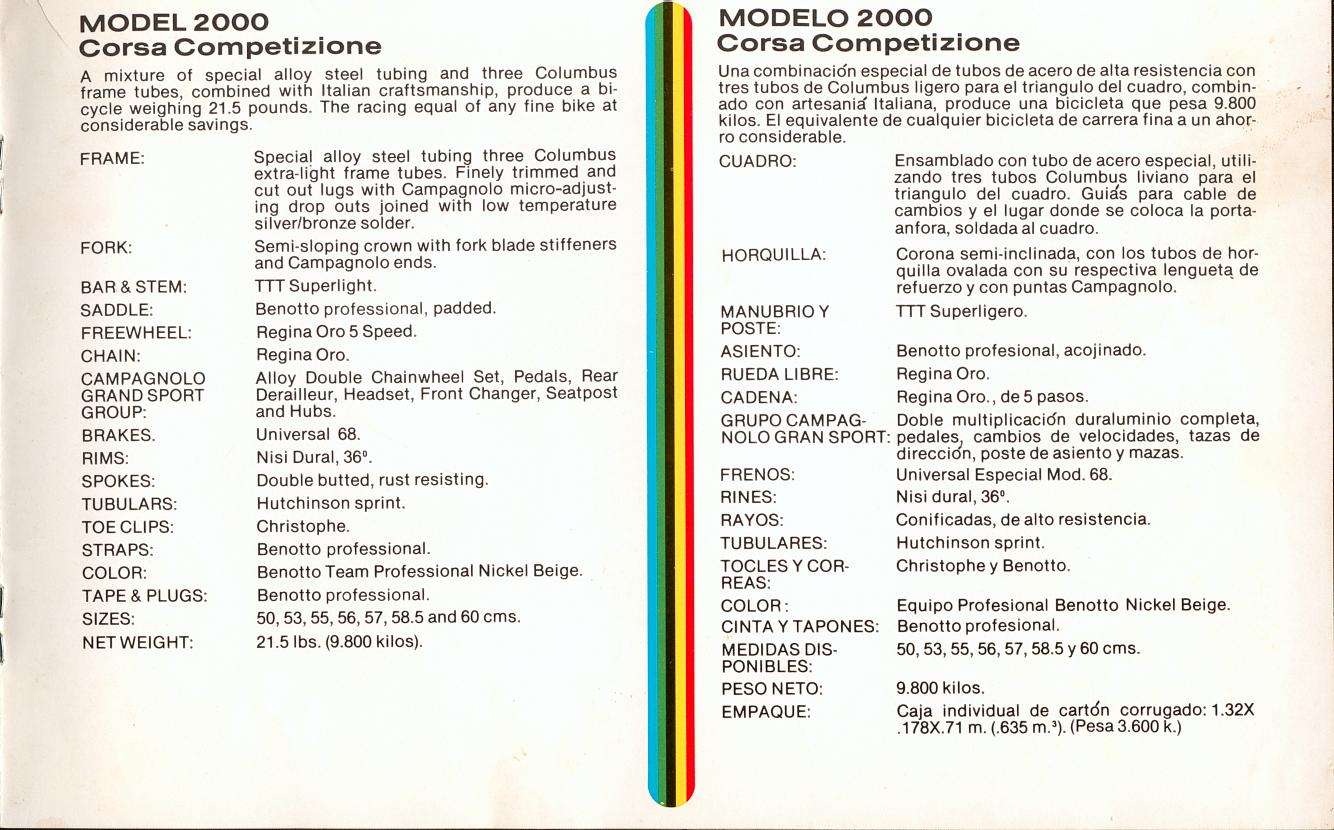 MODEL 2000
Corsa Competizione
A mixture of special alloy steel tubing and three Columbus
frame tubes, combined with Italian craftsmanship, produce a bi-
cycle weighing 21.5 pounds. The racing equal of any fine bike at
considerable savings.
FRAME: Special alloy steel tubing three Columbus
extra-light frame tubes. Finely trimmed and
cut out lugs with Campagnolo micro-adjust-
ing drop outs joined with low temperature
silver/bronze solder.
FORK: Semi-sloping crown with fork blade stiffeners
and Campagnolo ends.
BAR & STEM: TTT Superlight.
SADDLE: Benotto professional, padded.
FREEWHEEL: Regina Oro 5 Speed.
CHAIN: Regina Oro.
CAMPAGNOLO Alloy Double Chainwheel Set, Pedals, Rear
GRAND SPORT Derailleur, Headset, Front Changer, Seatpost
GROUP: and Hubs.
BRAKES. Universal 68.
RIMS: Nisi Dural, 36º.
SPOKES: Double butted, rust resisting.
TUBULARS: Hutchinson sprint.
TOE CLIPS: Christophe.
STRAPS: Benotto professional.
COLOR: Benotto Team Professional Nickel Beige.
TAPE & PLUGS: Benotto professional.
SIZES: 50, 53, 55, 56, 57, 58.5 and 60 cms.
NET WEIGHT: 21.5 lbs. (9.800 kilos).
MODELO 2000
Corsa Competizione
Una combinación especial de tubos de acero de alta resistencia con
tres tubos de Columbus ligero para el triangulo del cuadro, combin-
ado con artesaniá Italiana, produce una bicicleta que pesa 9.800
kilos. El equivalente de cualquier bicicleta de carrera fina a un ahor-
ro considerable.
CUADRO: Ensamblado con tubo de acero especial, utili-
zando tres tubos Columbus liviano para el
triangulo del cuadro. Guiás para cable de
cambios y el lugar donde se coloca la porta-
anfora, soldada al cuadro.
HORQUILLA: Corona semi-inclinada, con los tubos de hor-
quilla ovalada con su respectiva lengueta de
refuerzo y con puntas Campagnolo.
MANUBRIO Y TTT Superligero.
POSTE:
ASIENTO: Benotto profesional, acojinado.
RUEDA LIBRE: Regina Oro.
CADENA: Regina Oro., de 5 pasos.
GRUPO CAMPAG- Doble multiplicación duraluminio completa,
NOLO GRAN SPORT: pedales, cambios de velocidades, tazas de
dirección, poste de asiento y mazas.
FRENOS: Universal Especial Mod. 68.
RINES: Nisi dural, 36º.
RAYOS: Conificadas, de alto resistencia.
TUBULARES: Hutchinson sprint.
TOCLES Y COR- Christophe y Benotto.
REAS:
COLOR : Equipo Profesional Benotto Nickel Beige.
CINTA Y TAPONES: Benotto profesional.
MEDIDAS DIS- 50, 53, 55, 56, 57, 58.5 y 60 cms.
PONIBLES:
PESO NETO: 9.800 kilos.
EMPAQUE: Caja individual de cartón corrugado: 1.32X
.178X.71 m. (.635 m.³). (Pesa 3.600 k.)